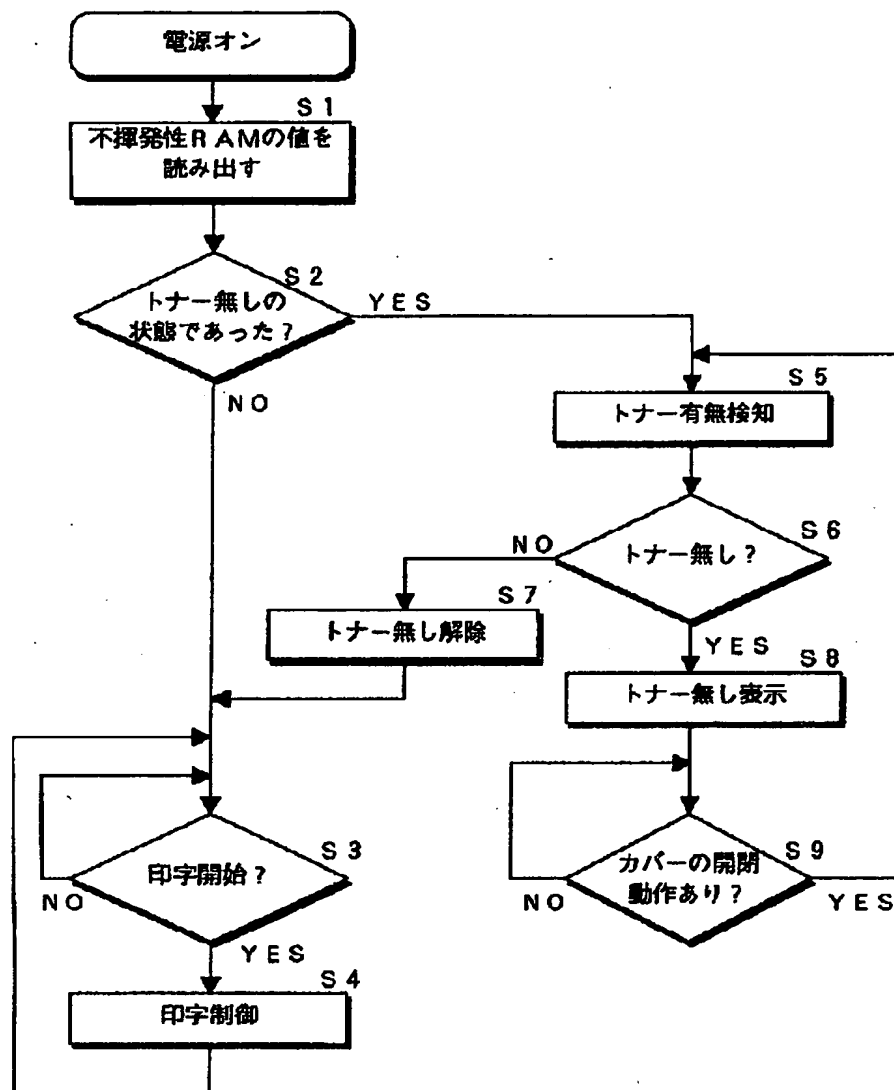 電源オン
S1
不揮発性RAMの値を
読み出す
S2
トナー無しの
状態であった?
YES
NO
S5
トナー有無検知
S6
トナー無し?
NO
YES
S7
トナー無し解除
S8
トナー無し表示
S3
印字開始?
NO
YES
S9
カバーの開閉
動作あり?
NO
YES
S4
印字制御